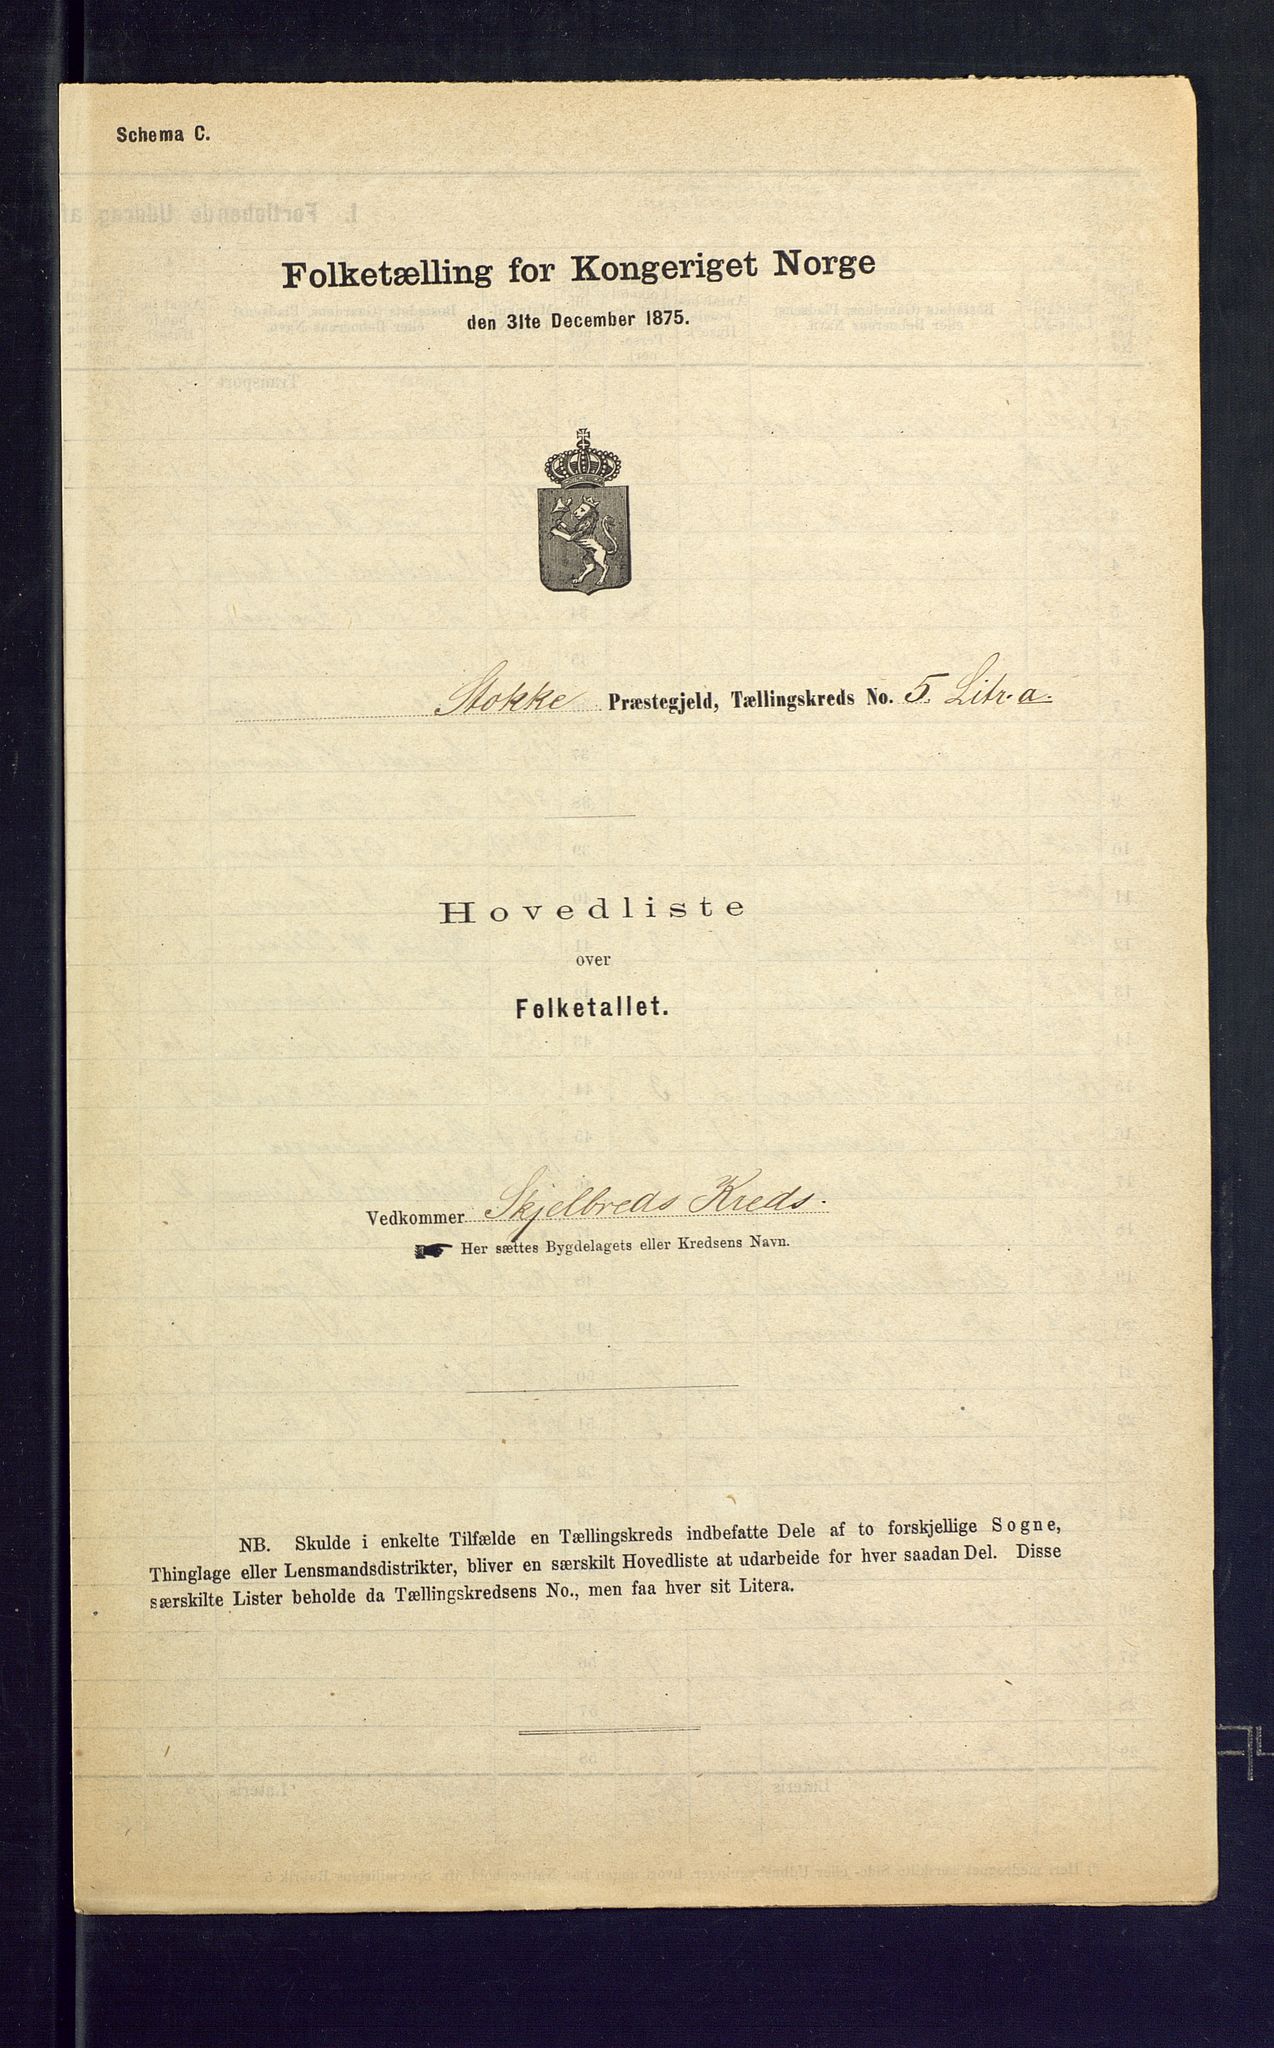 Schema C.
Folketælling for Kongeriget Norge
den 31te December 1875.
Stokke Præstegjeld, Tællingskreds No. 5. Litr. a.
Hovedliste
over
Folketallet.
Vedkommer Skjelbreds Kreds.
Her sættes Bygdelagets eller Kredsens Navn.
NB. Skulde i enkelte Tilfælde en Tællingskreds indbefatte Dele af to forskjellige Sogne,
Thinglage eller Lensmandsdistrikter, bliver en særskilt Hovedliste at udarbeide for hver saadan Del. Disse
særskilte Lister beholde da Tællingskredsens No., men faa hver sit Litera.